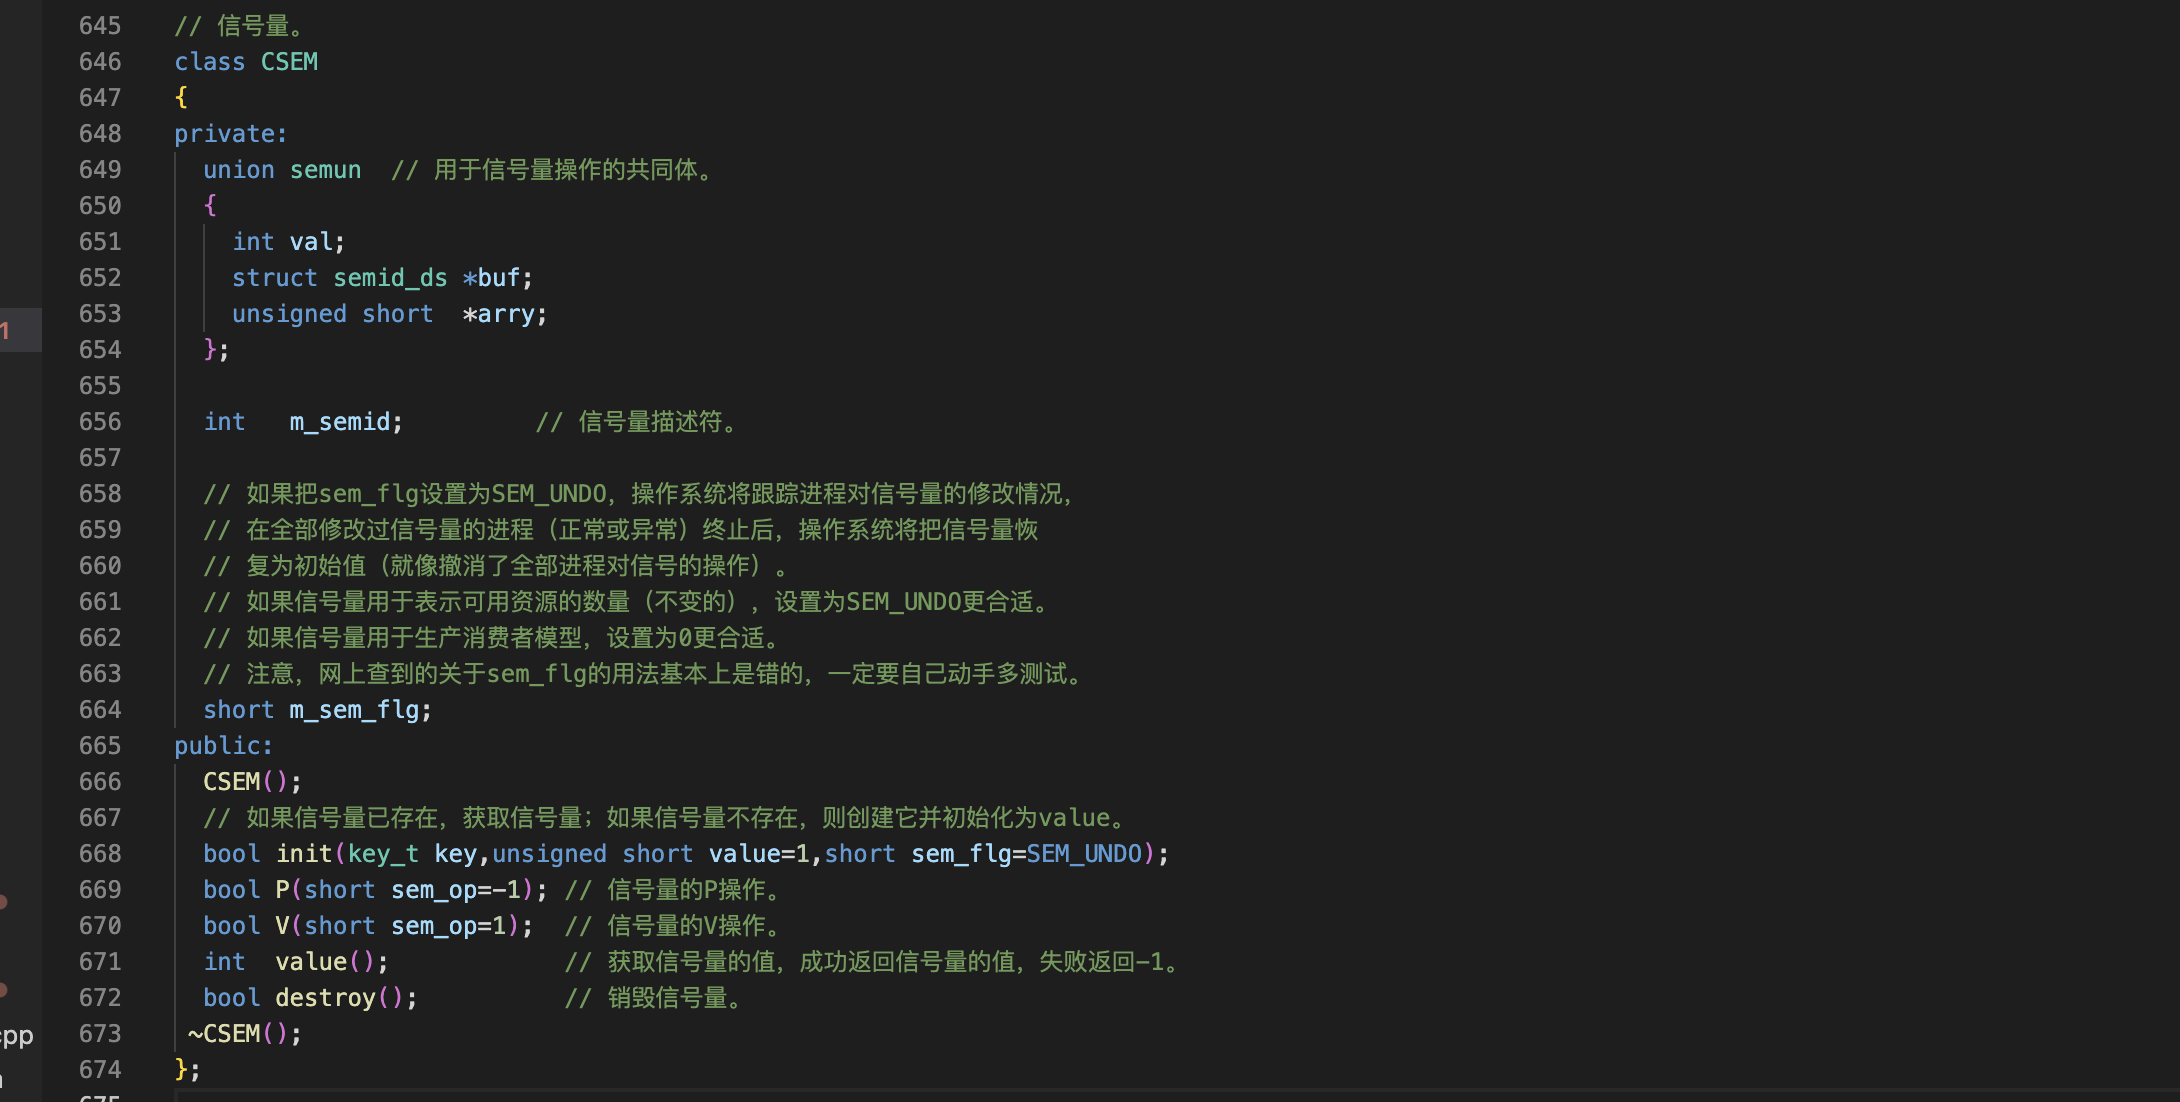 645 // 信号量。
646 class CSEM
647 {
648 private:
649 union semun // 用于信号量操作的共同体。
650 {
651 int val;
652 struct semid_ds *buf;
653 unsigned short *arry;
654 };
655
656 int m_semid; // 信号量描述符。
657
658 // 如果把sem_flg设置为SEM_UNDO，操作系统将跟踪进程对信号量的修改情况，
659 // 在全部修改过信号量的进程（正常或异常）终止后，操作系统将把信号量恢
660 // 复为初始值（就像撤消了全部进程对信号的操作）。
661 // 如果信号量用于表示可用资源的数量（不变的），设置为SEM_UNDO更合适。
662 // 如果信号量用于生产消费者模型，设置为0更合适。
663 // 注意，网上查到的关于sem_flg的用法基本上是错的，一定要自己动手多测试。
664 short m_sem_flg;
665 public:
666 CSEM();
667 // 如果信号量已存在，获取信号量；如果信号量不存在，则创建它并初始化为value。
668 bool init(key_t key,unsigned short value=1,short sem_flg=SEM_UNDO);
669 bool P(short sem_op=-1); // 信号量的P操作。
670 bool V(short sem_op=1); // 信号量的V操作。
671 int value(); // 获取信号量的值，成功返回信号量的值，失败返回-1。
672 bool destroy(); // 销毁信号量。
673 ~CSEM();
674 };
1